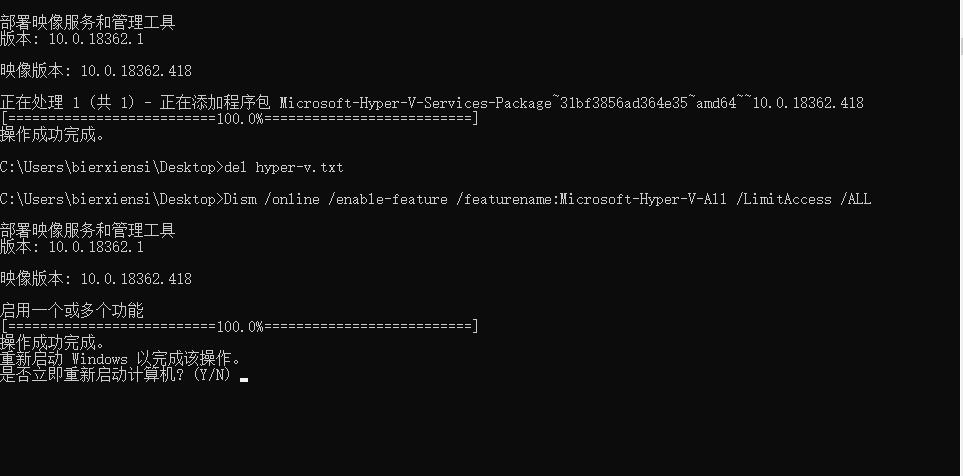 部署映像服务和管理工具
版本: 10.0.18362.1
映像版本: 10.0.18362.418
正在处理 1 (共 1) - 正在添加程序包 Microsoft-Hyper-V-Services-Package~31bf3856ad364e35~amd64~~10.0.18362.418
[==========================100.0%==========================]
操作成功完成。
C:\Users\bierxiensi\Desktop>del hyper-v.txt
C:\Users\bierxiensi\Desktop>Dism /online /enable-feature /featurename:Microsoft-Hyper-V-All /LimitAccess /ALL
部署映像服务和管理工具
版本: 10.0.18362.1
映像版本: 10.0.18362.418
启用一个或多个功能
[==========================100.0%==========================]
操作成功完成。
重新启动 Windows 以完成该操作。
是否立即重新启动计算机? (Y/N)